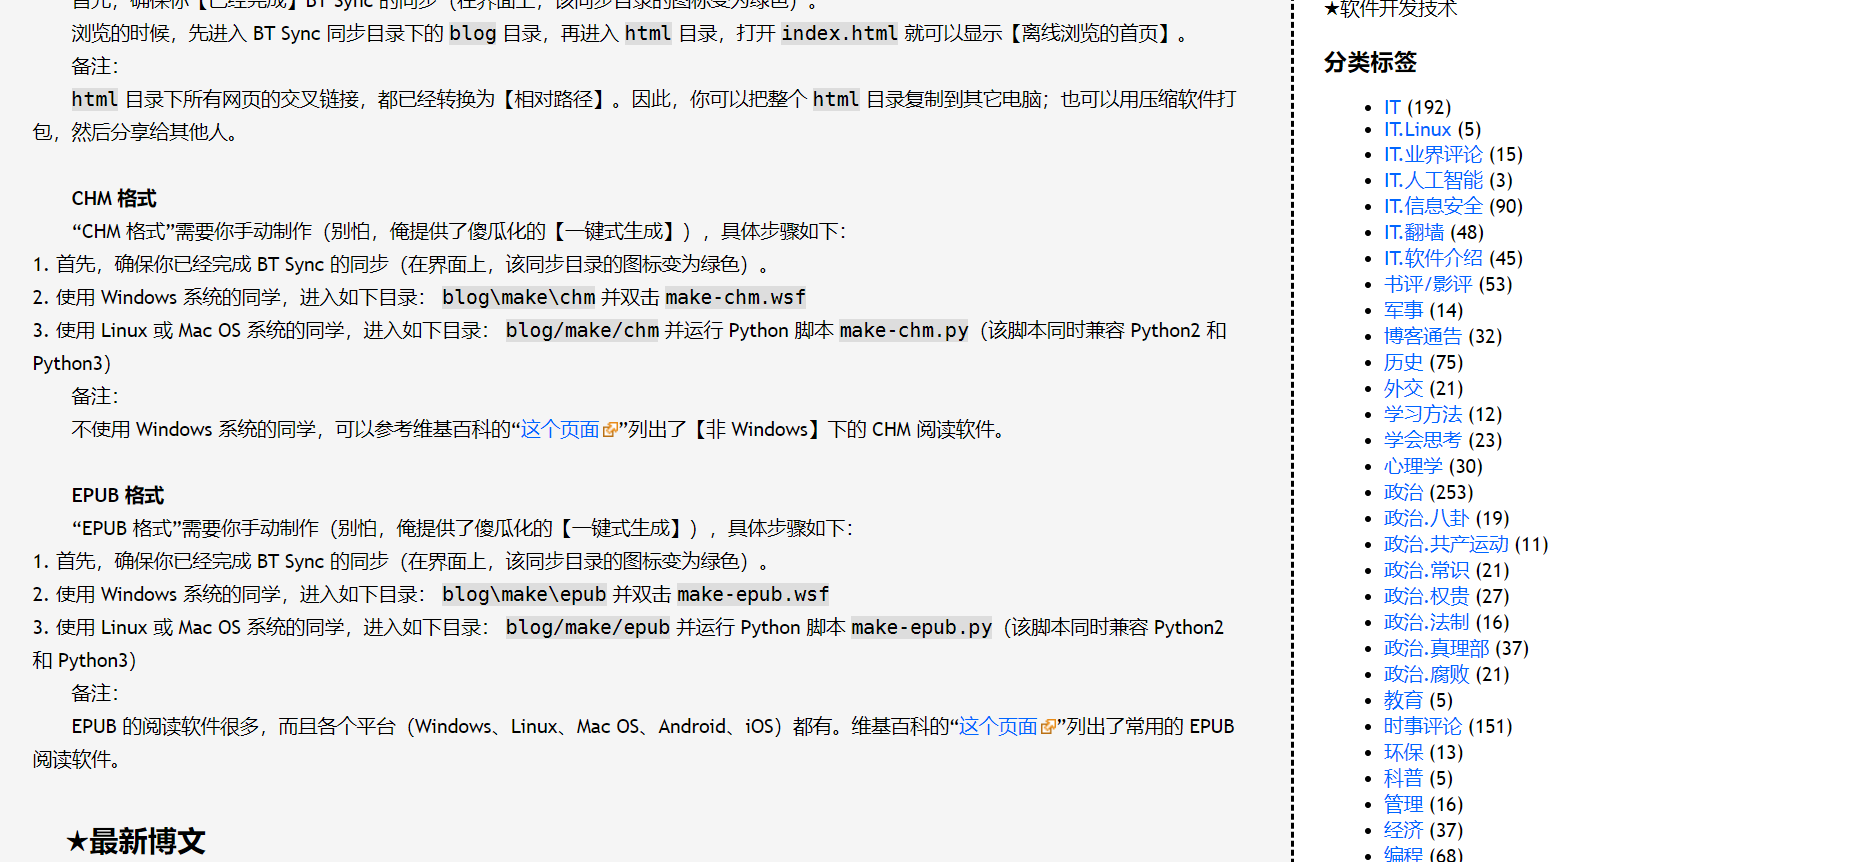 首先，确保你【已经完成】BT Sync 的同步（在界面上，该同步目录的图标变为绿色）。
浏览的时候，先进入 BT Sync 同步目录下的 blog 目录，再进入 html 目录，打开 index.html 就可以显示【离线浏览的首页】。
备注：
html 目录下所有网页的交叉链接，都已经转换为【相对路径】。因此，你可以把整个 html 目录复制到其它电脑；也可以用压缩软件打
包，然后分享给其他人。
CHM 格式
“CHM 格式”需要你手动制作（别怕，俺提供了傻瓜化的【一键式生成】），具体步骤如下：
1. 首先，确保你已经完成 BT Sync 的同步（在界面上，该同步目录的图标变为绿色）。
2. 使用 Windows 系统的同学，进入如下目录： blog\make\chm 并双击 make-chm.wsf
3. 使用 Linux 或 Mac OS 系统的同学，进入如下目录： blog/make/chm 并运行 Python 脚本 make-chm.py（该脚本同时兼容 Python2 和
Python3）
备注：
不使用 Windows 系统的同学，可以参考维基百科的“这个页面”列出了【非 Windows】下的 CHM 阅读软件。
EPUB 格式
“EPUB 格式”需要你手动制作（别怕，俺提供了傻瓜化的【一键式生成】），具体步骤如下：
1. 首先，确保你已经完成 BT Sync 的同步（在界面上，该同步目录的图标变为绿色）。
2. 使用 Windows 系统的同学，进入如下目录： blog\make\epub 并双击 make-epub.wsf
3. 使用 Linux 或 Mac OS 系统的同学，进入如下目录： blog/make/epub 并运行 Python 脚本 make-epub.py（该脚本同时兼容 Python2
和 Python3）
备注：
EPUB 的阅读软件很多，而且各个平台（Windows、Linux、Mac OS、Android、iOS）都有。维基百科的“这个页面”列出了常用的 EPUB
阅读软件。
★最新博文
★软件开发技术
分类标签
IT (192)
IT.Linux (5)
IT.业界评论 (15)
IT.人工智能 (3)
IT.信息安全 (90)
IT.翻墙 (48)
IT.软件介绍 (45)
书评/影评 (53)
军事 (14)
博客通告 (32)
历史 (75)
外交 (21)
学习方法 (12)
学会思考 (23)
心理学 (30)
政治 (253)
政治.八卦 (19)
政治.共产运动 (11)
政治.常识 (21)
政治.权贵 (27)
政治.法制 (16)
政治.真理部 (37)
政治.腐败 (21)
教育 (5)
时事评论 (151)
环保 (13)
科普 (5)
管理 (16)
经济 (37)
编程 (68)